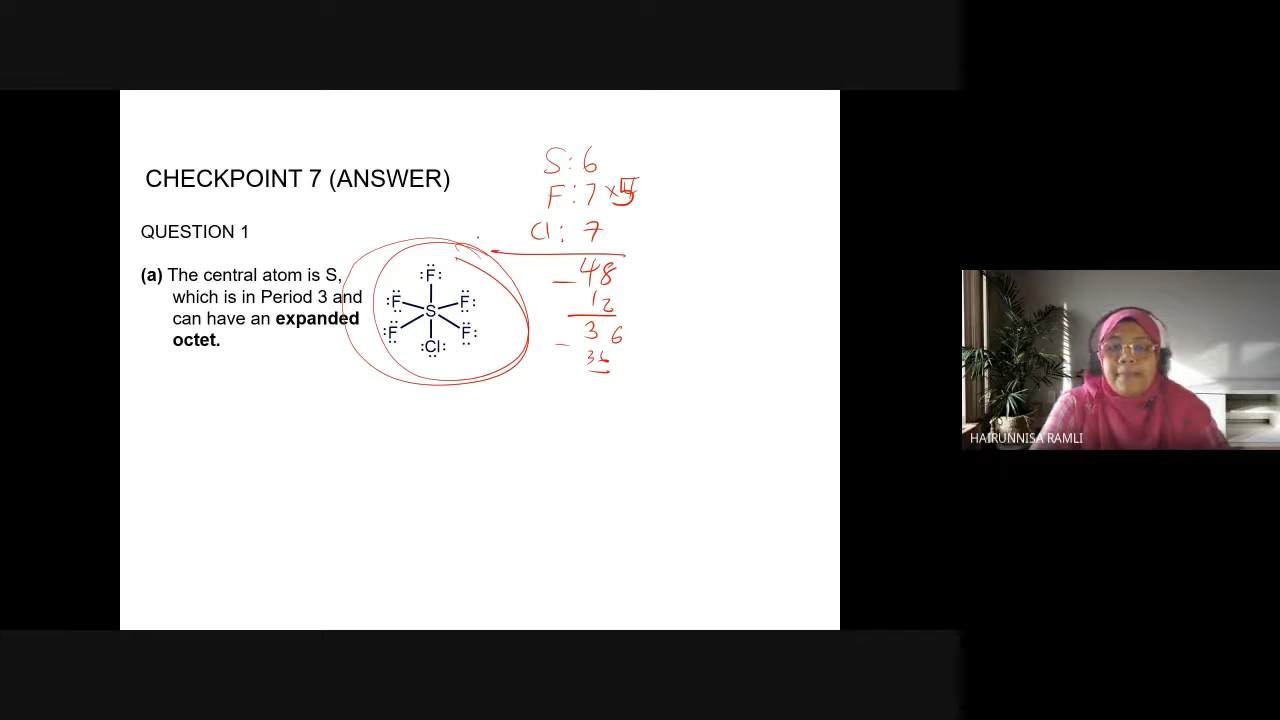 CHECKPOINT 7 (ANSWER)
QUESTION 1
(a) The central atom is S,
which is in Period 3 and
can have an expanded
octet.
F
F F
S
F F
Cl
S : 6
F : 7 x 5
Cl : 7
48
- 12
36
- 36
HAIRUNNISA RAMLI